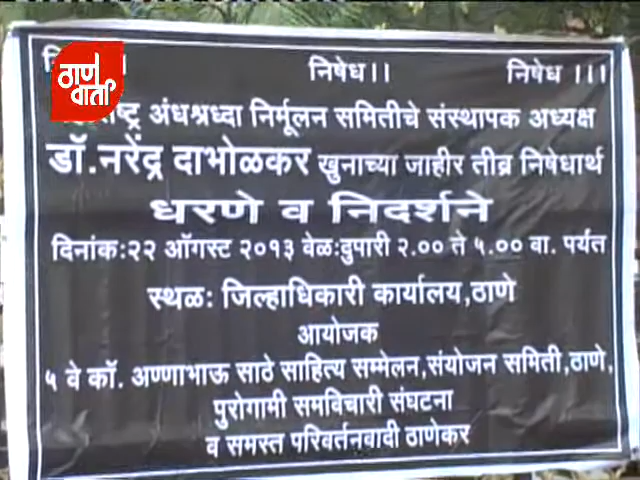 ठाणे वार्ता
निषेध।। निषेध ।।।
अंधश्रध्दा निर्मूलन समितीचे संस्थापक अध्यक्ष
डॉ.नरेंद्र दाभोळकर खुनाच्या जाहीर तीव्र निषेधार्थ
धरणे व निदर्शने
दिनांक:२२ ऑगस्ट २०१३ वेळ:दुपारी २.०० ते ५.०० वा. पर्यंत
स्थळ: जिल्हाधिकारी कार्यालय,ठाणे
आयोजक
५ वे कॉ. अण्णाभाऊ साठे साहित्य सम्मेलन,संयोजन समिती,ठाणे,
पुरोगामी समविचारी संघटना
व समस्त परिवर्तनवादी ठाणेकर